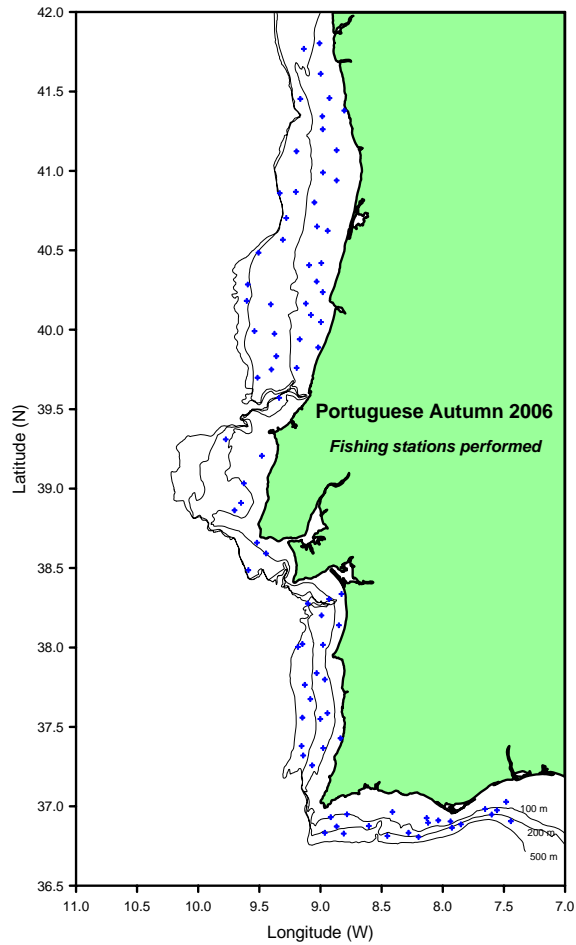 42.0
41.5
41.0
40.5
40.0
39.5
39.0
38.5
38.0
37.5
37.0
36.5
Latitude (N)
Portuguese Autumn 2006
Fishing stations performed
100 m
200 m
500 m
11.0 10.5 10.0 9.5 9.0 8.5 8.0 7.5 7.0
Longitude (W)